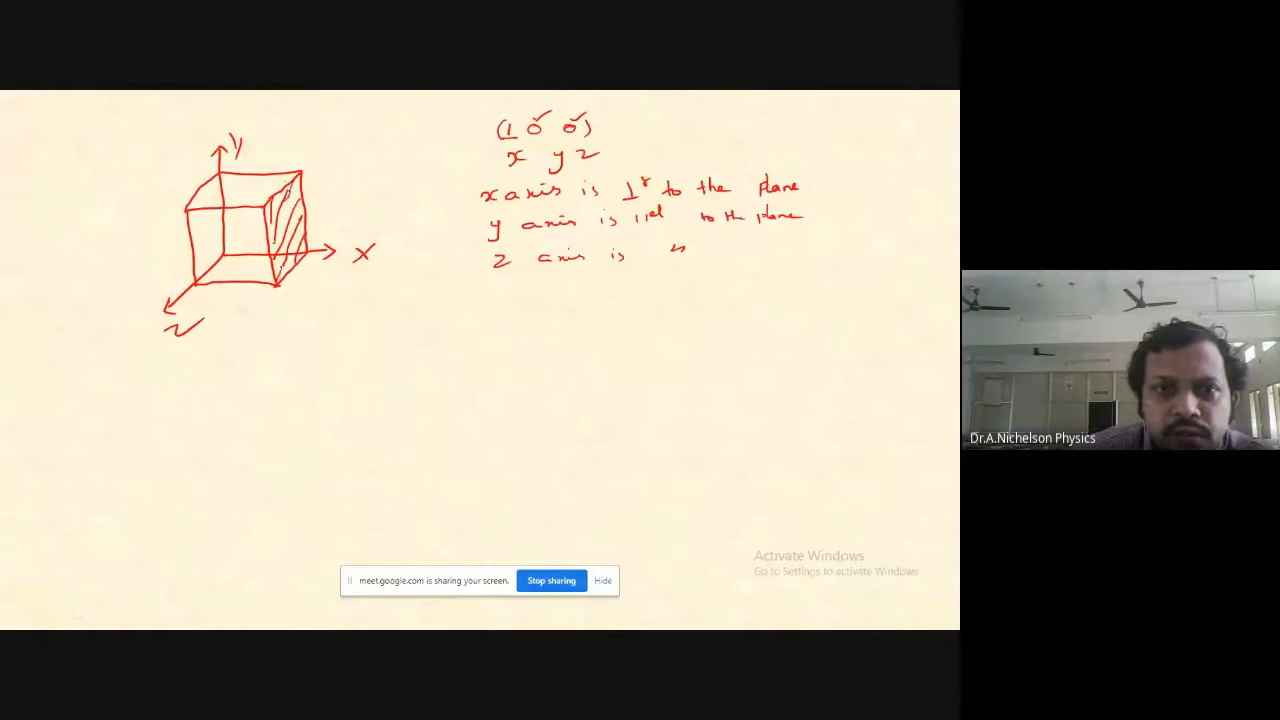 (1 0 0)
x y z
x axis is ⊥r to the plane
y axis is 11el to the plane
z axis is "
y
X
Z
Dr.A.Nichelson Physics
meet.google.com is sharing your screen. Stop sharing Hide
Activate Windows
Go to Settings to activate Windows